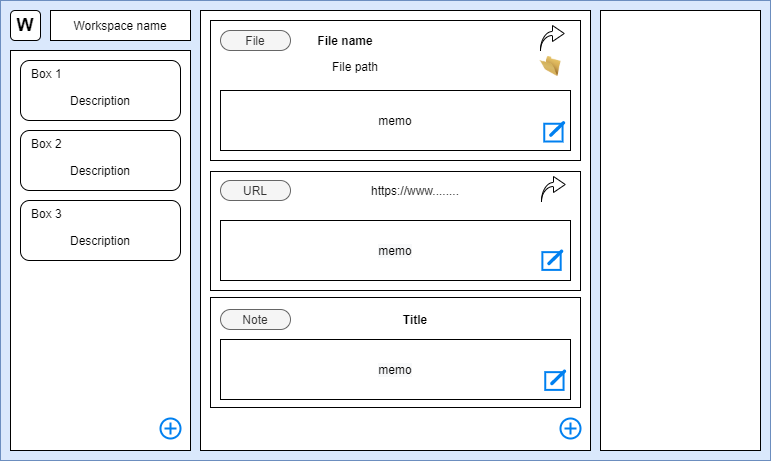 W
Workspace name
Box 1
Description
Box 2
Description
Box 3
Description
File
File name
File path
memo
URL
https://www........
memo
Note
Title
memo